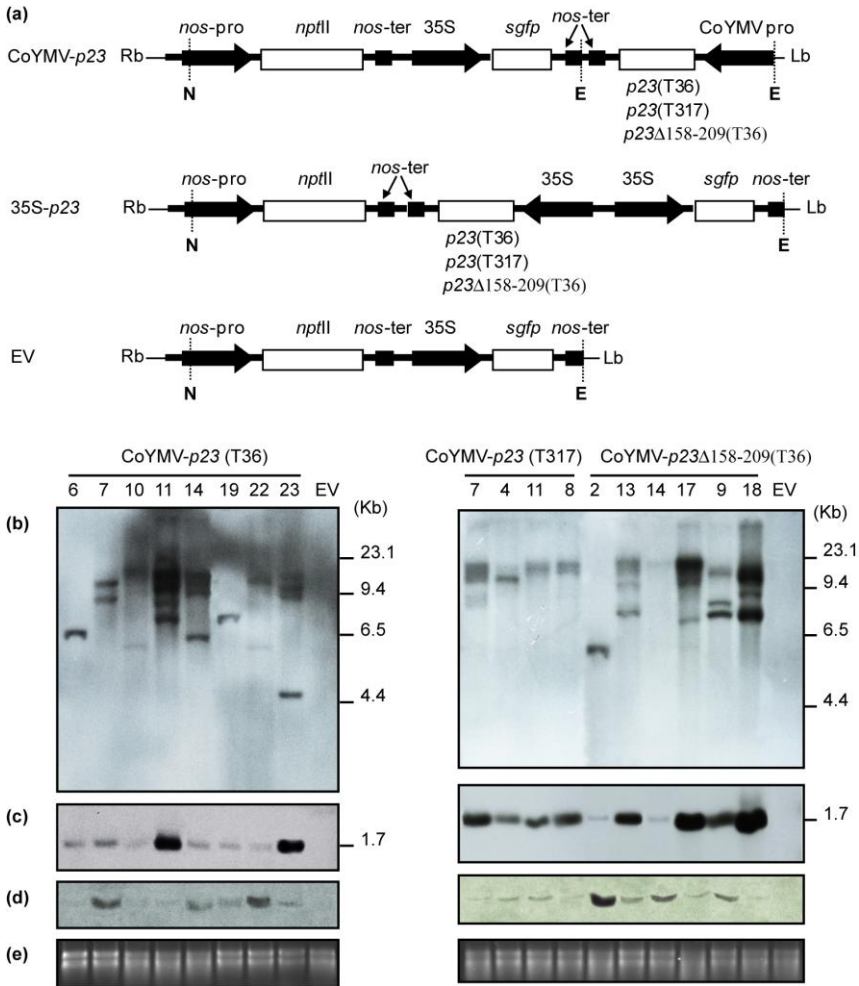 (a)
nos-pro nptII nos-ter 35S sgfp nos-ter CoYMV pro
CoYMV-p23 Rb Lb
N E E
p23(T36)
p23(T317)
p23Δ158-209(T36)
nos-pro nptII nos-ter 35S 35S sgfp nos-ter
35S-p23 Rb Lb
N E
p23(T36)
p23(T317)
p23Δ158-209(T36)
nos-pro nptII nos-ter 35S sgfp nos-ter
EV Rb Lb
N E
CoYMV-p23 (T36)
6 7 10 11 14 19 22 23 EV
(Kb)
(b)
23.1
9.4
6.5
4.4
(c)
1.7
(d)
(e)
CoYMV-p23 (T317) CoYMV-p23Δ158-209(T36)
7 4 11 8 2 13 14 17 9 18 EV
(Kb)
23.1
9.4
6.5
4.4
1.7